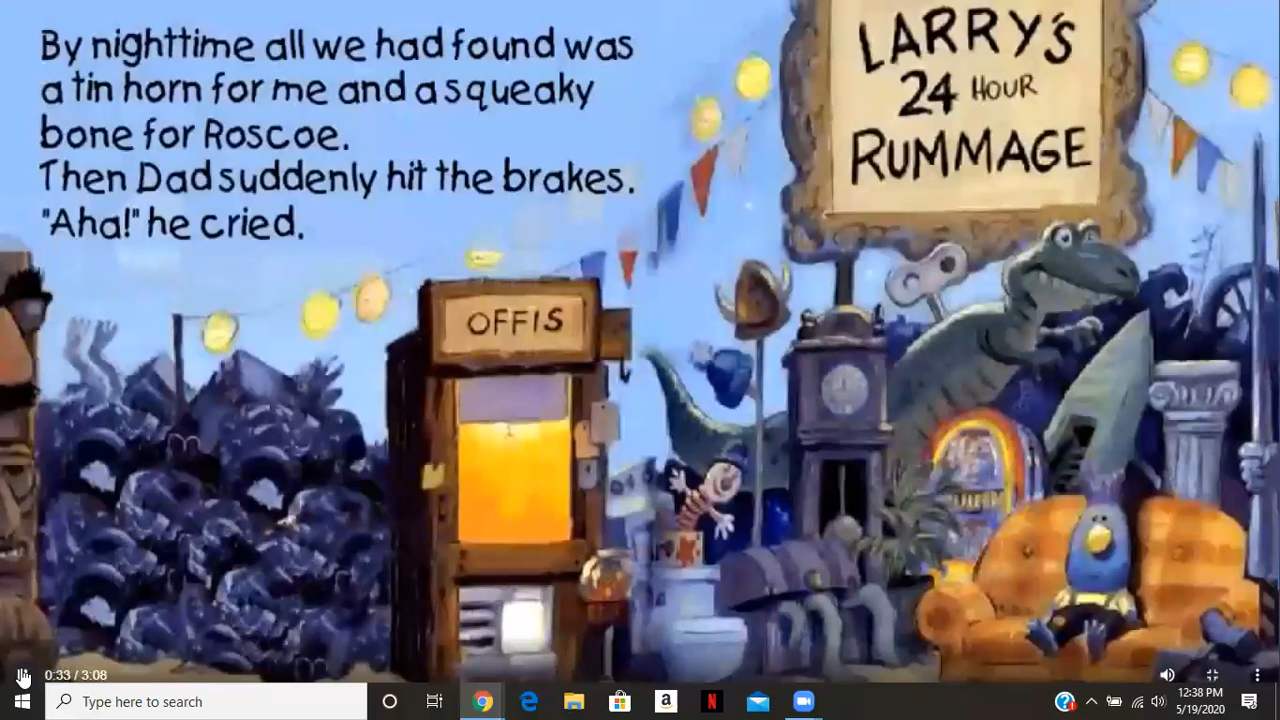 By nighttime all we had found was
a tin horn for me and a squeaky
bone for Roscoe.
Then Dad suddenly hit the brakes.
"Aha!" he cried.
LARRY'S
24 HOUR
RUMMAGE
OFFIS
0:33 / 3:08
Type here to search
12:38 PM
5/19/2020